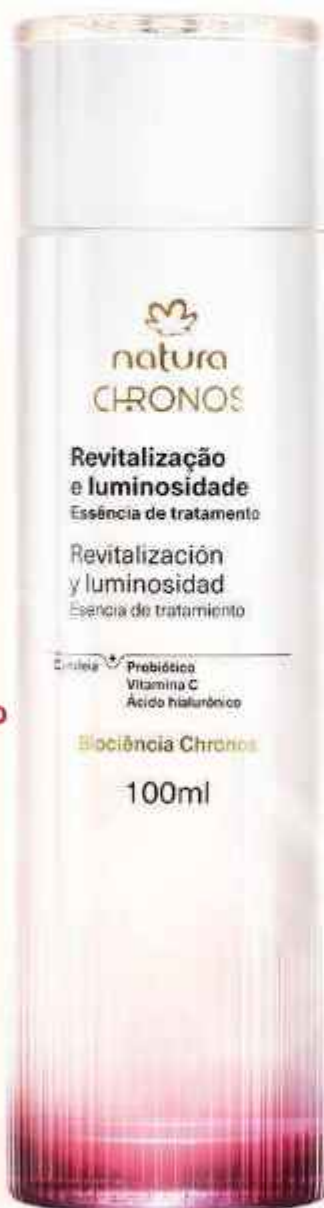 natura
CHRONOS
Revitalização
e luminosidade
Essência de tratamento
Revitalización
y luminosidad
Esencia de tratamiento
Probiótico
Vitamina C
Ácido hialurônico
Biociência Chronos
100ml